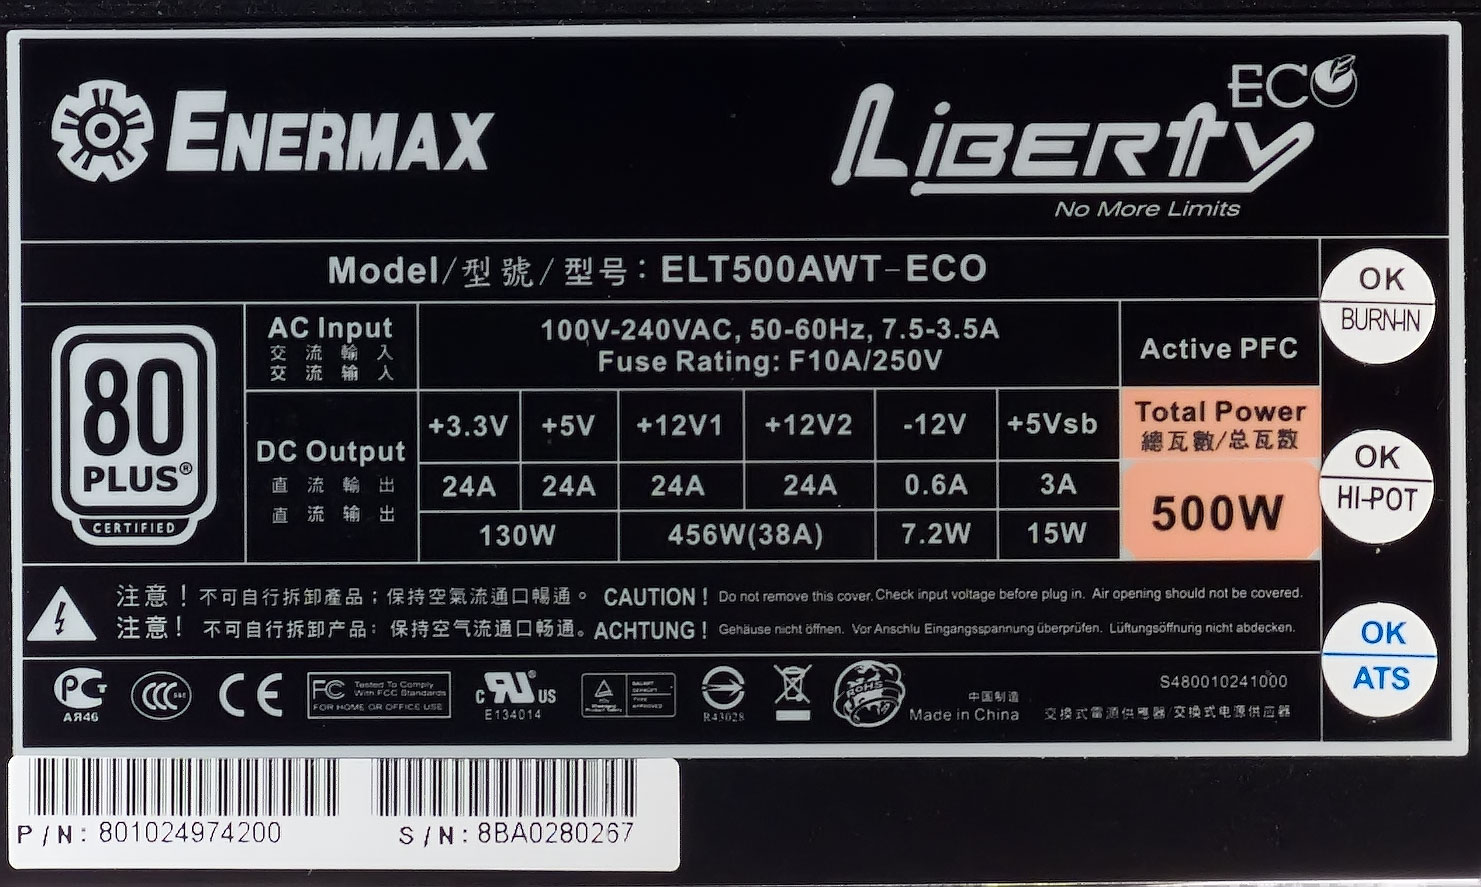 ENERMAX
LIBERTY ECO
No More Limits
Model/型號/型号: ELT500AWT-ECO
OK
BURN-IN
80
PLUS®
CERTIFIED
AC Input
交流輸入
交流输入
100V-240VAC, 50-60Hz, 7.5-3.5A
Fuse Rating: F10A/250V
Active PFC
DC Output
直流輸出
直流输出
+3.3V +5V +12V1 +12V2 -12V +5Vsb
24A 24A 24A 24A 0.6A 3A
130W 456W(38A) 7.2W 15W
Total Power
總瓦數/总瓦数
500W
OK
HI-POT
注意！不可自行拆卸產品；保持空氣流通口暢通。 CAUTION! Do not remove this cover. Check input voltage before plug in. Air opening should not be covered.
注意！不可自行拆卸产品：保持空气流通口畅通。 ACHTUNG! Gehäuse nicht öffnen. Vor Anschlu Eingangsspannung überprüfen. Lüftungsöffnung nicht abdecken.
OK
ATS
АЯ46
CCC
CE
FC Tested To Comply
With FCC Standards
FOR HOME OR OFFICE USE
c RU® US
E134014
R43028
ROHS
中国制造
Made in China
S480010241000
交換式電源供應器/交换式电源供应器
P/N: 801024974200
S/N: 8BA0280267